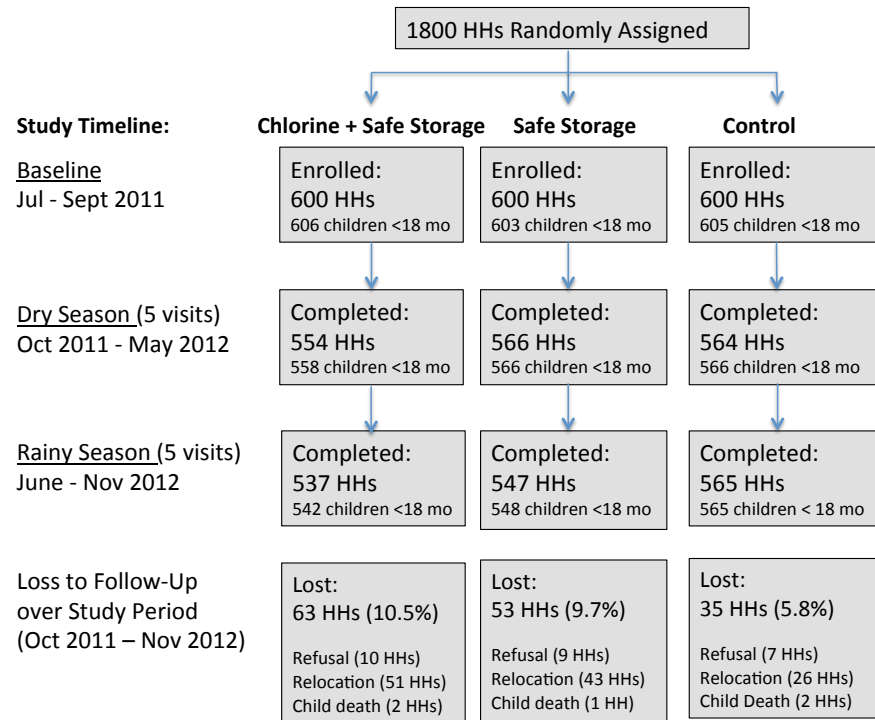 1800 HHs Randomly Assigned
Study Timeline:
Chlorine + Safe Storage
Safe Storage
Control
Baseline
Jul - Sept 2011
Enrolled:
600 HHs
606 children <18 mo
Enrolled:
600 HHs
603 children <18 mo
Enrolled:
600 HHs
605 children <18 mo
Dry Season (5 visits)
Oct 2011 - May 2012
Completed:
554 HHs
558 children <18 mo
Completed:
566 HHs
566 children <18 mo
Completed:
564 HHs
566 children <18 mo
Rainy Season (5 visits)
June - Nov 2012
Completed:
537 HHs
542 children <18 mo
Completed:
547 HHs
548 children <18 mo
Completed:
565 HHs
565 children < 18 mo
Loss to Follow-Up
over Study Period
(Oct 2011 – Nov 2012)
Lost:
63 HHs (10.5%)
Refusal (10 HHs)
Relocation (51 HHs)
Child death (2 HHs)
Lost:
53 HHs (9.7%)
Refusal (9 HHs)
Relocation (43 HHs)
Child death (1 HH)
Lost:
35 HHs (5.8%)
Refusal (7 HHs)
Relocation (26 HHs)
Child Death (2 HHs)